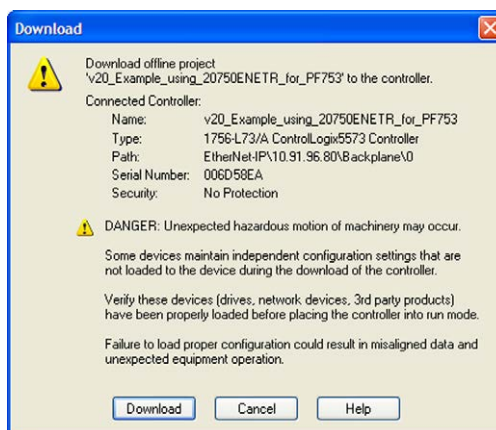 Download
Download offline project
'v20_Example_using_20750ENETR_for_PF753' to the controller.
Connected Controller:
Name: v20_Example_using_20750ENETR_for_PF753
Type: 1756-L73/A ControlLogix5573 Controller
Path: EtherNet-IP\10.91.96.80\Backplane\0
Serial Number: 006D58EA
Security: No Protection
DANGER: Unexpected hazardous motion of machinery may occur.
Some devices maintain independent configuration settings that are
not loaded to the device during the download of the controller.
Verify these devices (drives, network devices, 3rd party products)
have been properly loaded before placing the controller into run mode.
Failure to load proper configuration could result in misaligned data and
unexpected equipment operation.
Download Cancel Help